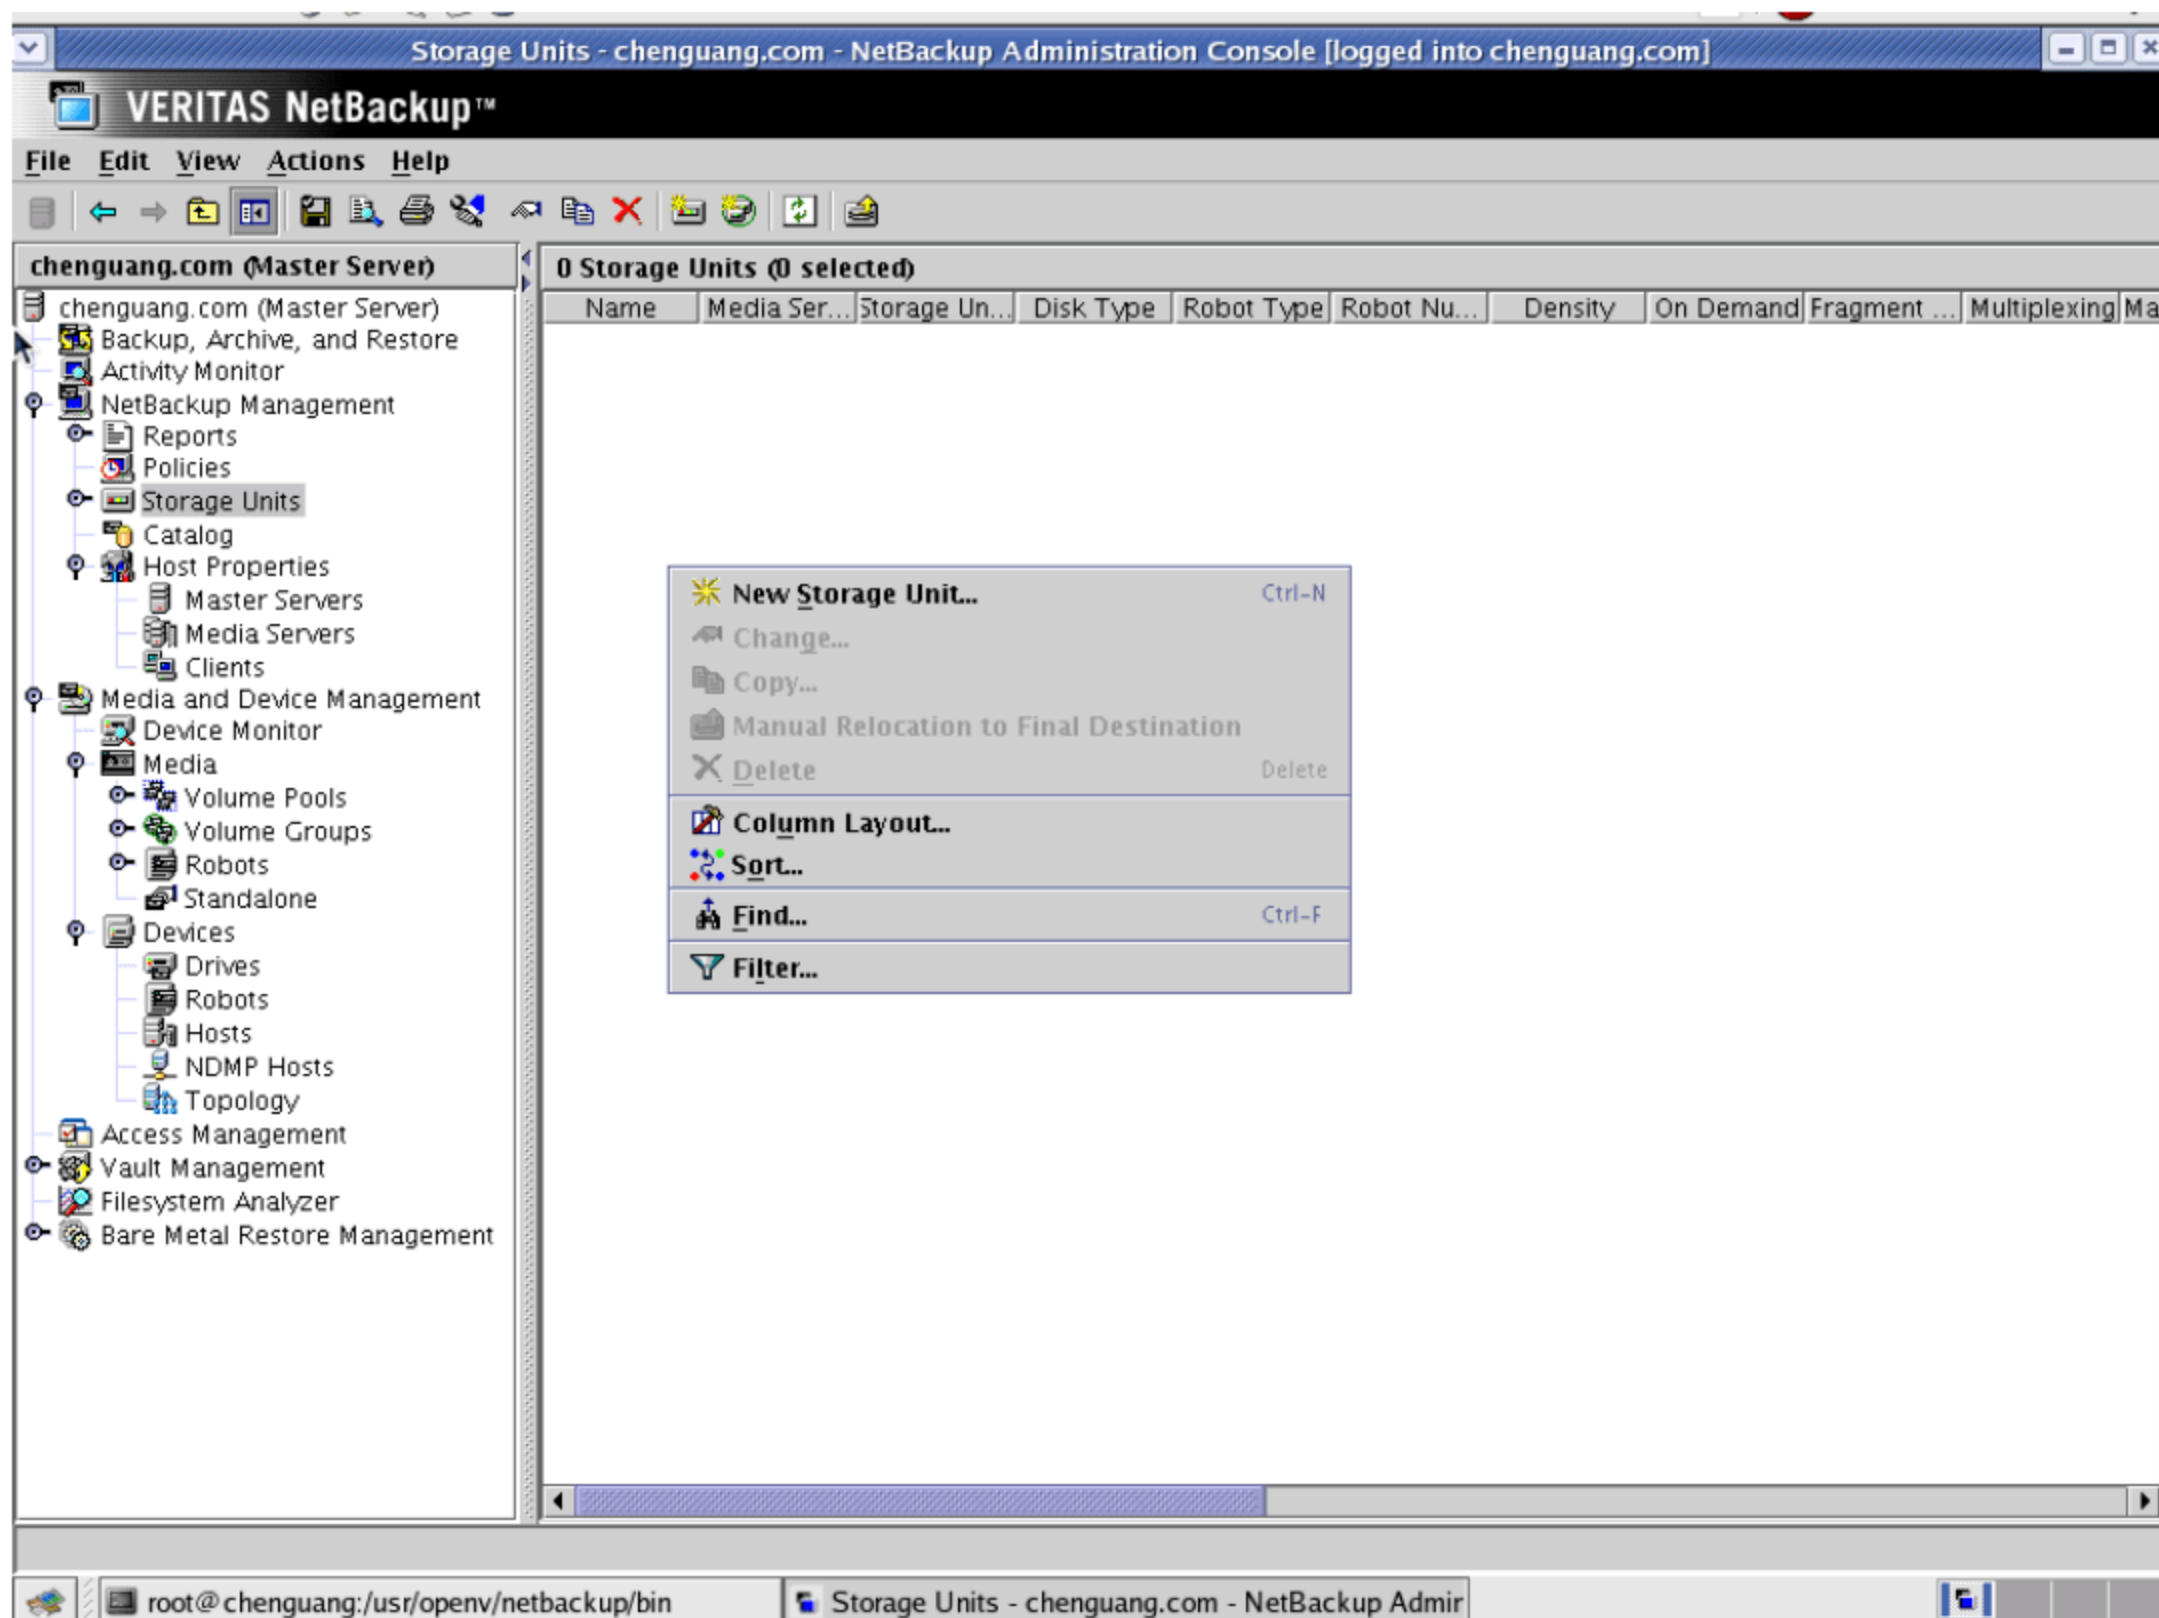 Storage Units - chenguang.com - NetBackup Administration Console [logged into chenguang.com]
VERITAS NetBackup™
File Edit View Actions Help
chenguang.com (Master Server)
0 Storage Units (0 selected)
Name Media Ser... Storage Un... Disk Type Robot Type Robot Nu... Density On Demand Fragment ... Multiplexing Ma
chenguang.com (Master Server)
Backup, Archive, and Restore
Activity Monitor
NetBackup Management
Reports
Policies
Storage Units
Catalog
Host Properties
Master Servers
Media Servers
Clients
Media and Device Management
Device Monitor
Media
Volume Pools
Volume Groups
Robots
Standalone
Devices
Drives
Robots
Hosts
NDMP Hosts
Topology
Access Management
Vault Management
Filesystem Analyzer
Bare Metal Restore Management
New Storage Unit... Ctrl-N
Change...
Copy...
Manual Relocation to Final Destination
Delete Delete
Column Layout...
Sort...
Find... Ctrl-F
Filter...
root@chenguang:/usr/openv/netbackup/bin
Storage Units - chenguang.com - NetBackup Admir